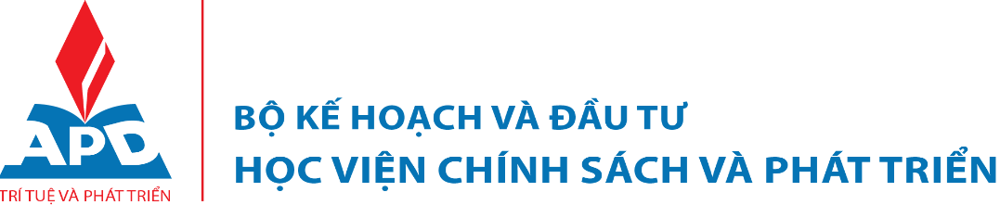 APD
TRÍ TUỆ VÀ PHÁT TRIỂN
BỘ KẾ HOẠCH VÀ ĐẦU TƯ
HỌC VIỆN CHÍNH SÁCH VÀ PHÁT TRIỂN